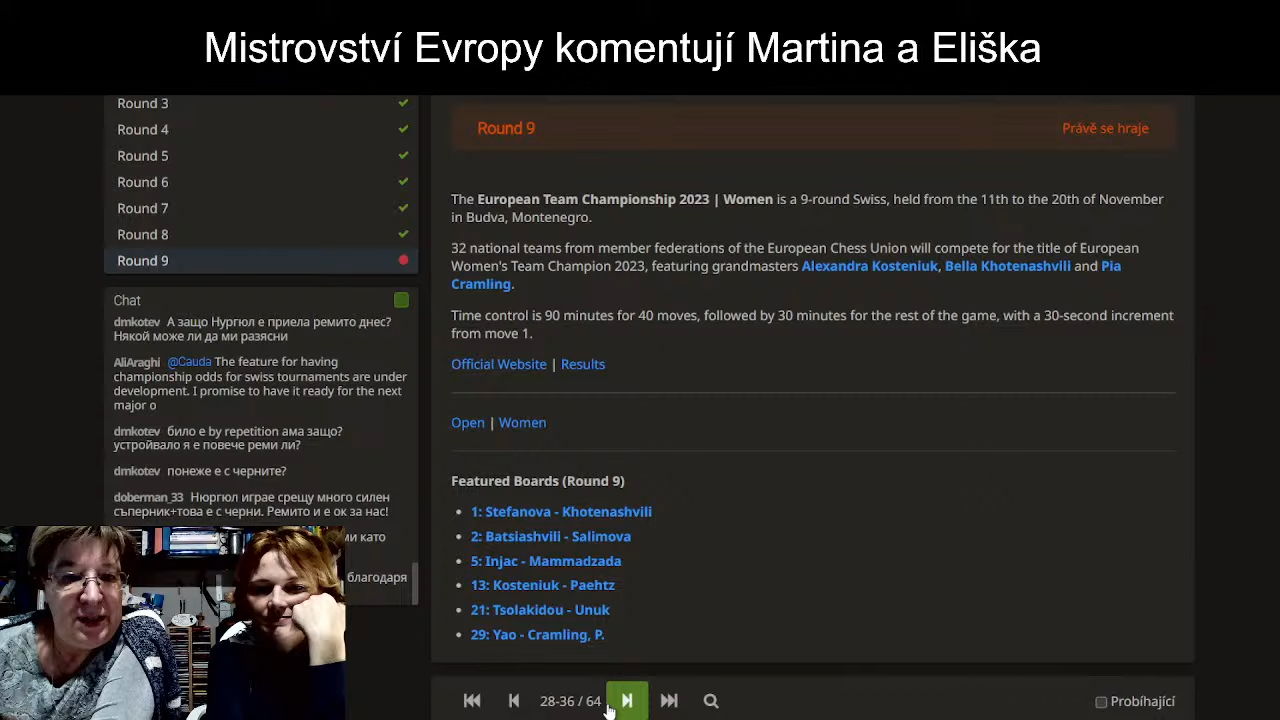 Mistrovství Evropy komentují Martina a Eliška
Round 3
Round 4
Round 5
Round 6
Round 7
Round 8
Round 9
Chat
dmkotev А защо Нургюл е приела ремито днес?
Някой може ли да ми разясни
AliAraghi @Cauda The feature for having
championship odds for swiss tournaments are under
development. I promise to have it ready for the next
major o
dmkotev било е by repetition ама защо?
устройвало я е повече реми ли?
dmkotev понеже е с черните?
doberman_33 Нюргюл играе срещу много силен
съперник+това е с черни. Ремито и е ок за нас!
ми като
благодаря
Round 9
Právě se hraje
The European Team Championship 2023 | Women is a 9-round Swiss, held from the 11th to the 20th of November
in Budva, Montenegro.
32 national teams from member federations of the European Chess Union will compete for the title of European
Women's Team Champion 2023, featuring grandmasters Alexandra Kosteniuk, Bella Khotenashvili and Pia
Cramling.
Time control is 90 minutes for 40 moves, followed by 30 minutes for the rest of the game, with a 30-second increment
from move 1.
Official Website | Results
Open | Women
Featured Boards (Round 9)
1: Stefanova - Khotenashvili
2: Batsiashvili - Salimova
5: Injac - Mammadzada
13: Kosteniuk - Paehtz
21: Tsolakidou - Unuk
29: Yao - Cramling, P.
28-36 / 64
Probíhající